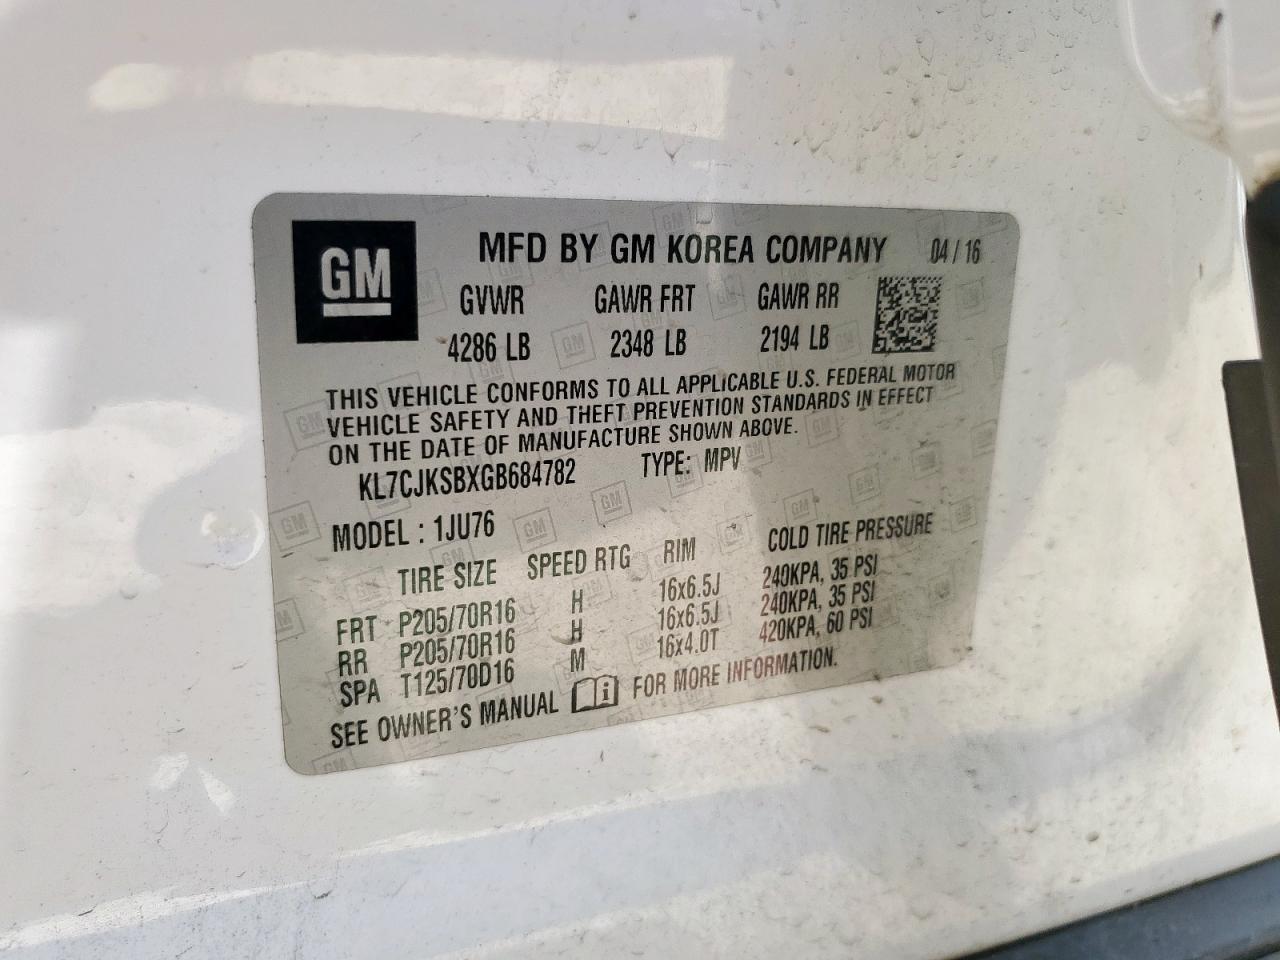 GM
MFD BY GM KOREA COMPANY 04/16
GVWR GAWR FRT GAWR RR
4286 LB 2348 LB 2194 LB
THIS VEHICLE CONFORMS TO ALL APPLICABLE U.S. FEDERAL MOTOR
VEHICLE SAFETY AND THEFT PREVENTION STANDARDS IN EFFECT
ON THE DATE OF MANUFACTURE SHOWN ABOVE.
KL7CJKSBXGB684782 TYPE: MPV
MODEL : 1JU76
TIRE SIZE SPEED RTG RIM COLD TIRE PRESSURE
FRT P205/70R16 H 16x6.5J 240KPA, 35 PSI
RR P205/70R16 H 16x6.5J 240KPA, 35 PSI
SPA T125/70D16 M 16x4.0T 420KPA, 60 PSI
SEE OWNER'S MANUAL i FOR MORE INFORMATION.